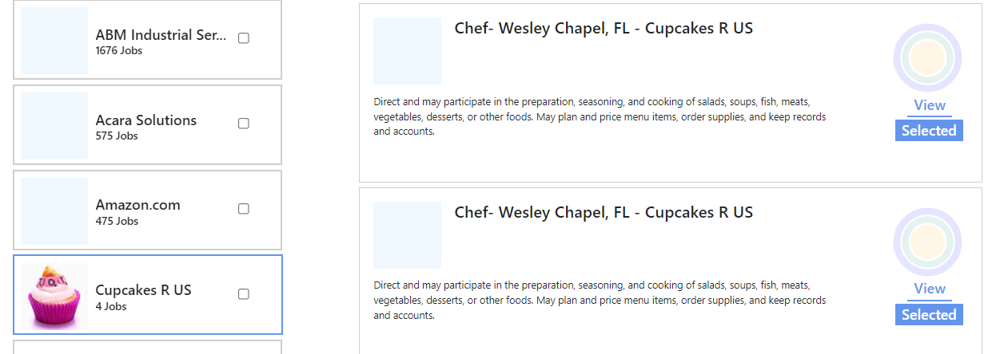 ABM Industrial Ser...
1676 Jobs
Acara Solutions
575 Jobs
Amazon.com
475 Jobs
Cupcakes R US
4 Jobs
Chef- Wesley Chapel, FL - Cupcakes R US
Direct and may participate in the preparation, seasoning, and cooking of salads, soups, fish, meats,
vegetables, desserts, or other foods. May plan and price menu items, order supplies, and keep records
and accounts.
View
Selected
Chef- Wesley Chapel, FL - Cupcakes R US
Direct and may participate in the preparation, seasoning, and cooking of salads, soups, fish, meats,
vegetables, desserts, or other foods. May plan and price menu items, order supplies, and keep records
and accounts.
View
Selected